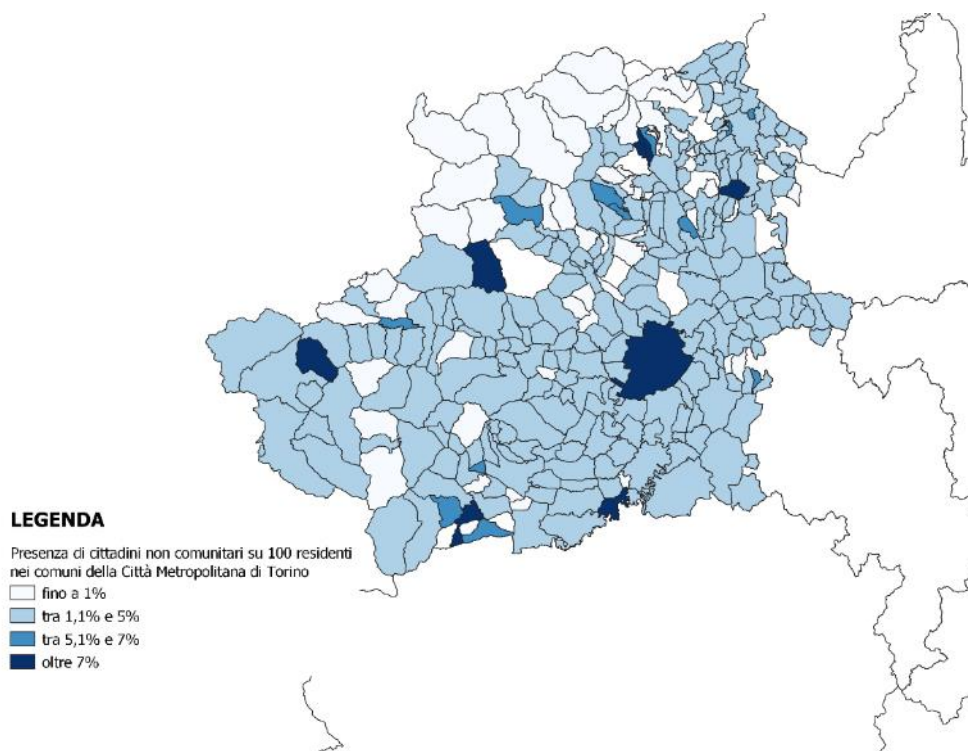 LEGENDA
Presenza di cittadini non comunitari su 100 residenti
nei comuni della Città Metropolitana di Torino
fino a 1%
tra 1,1% e 5%
tra 5,1% e 7%
oltre 7%